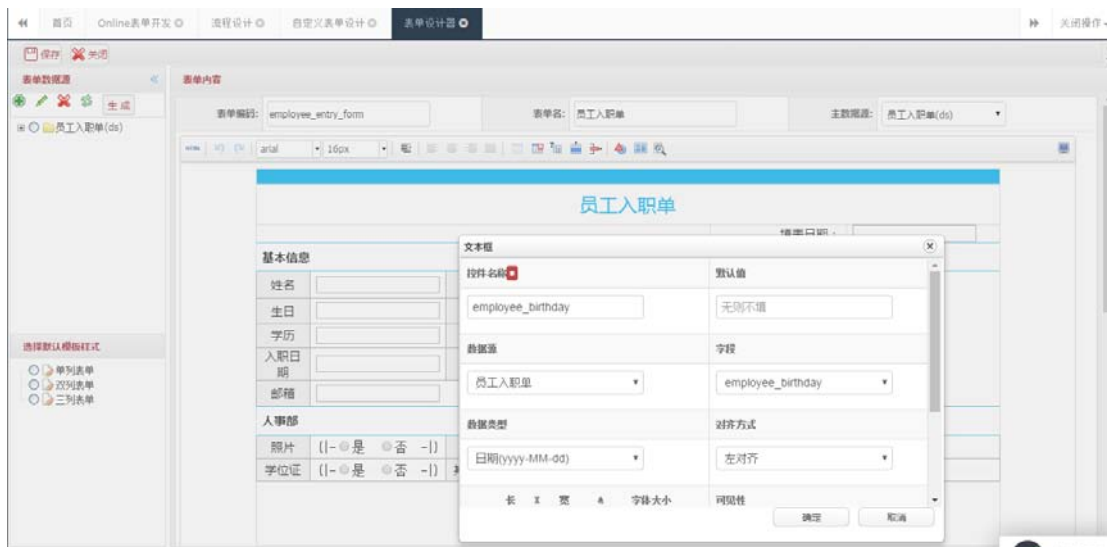 首页 Online表单开发 流程设计 自定义表单设计 表单设计器 关闭操作
保存 关闭
表单数据源
生成
员工入职单(ds)
选择默认模板样式
单列表单
双列表单
三列表单
表单内容
表单编码: employee_entry_form 表单名: 员工入职单 主数据源: 员工入职单(ds)
HTML arial 16px
员工入职单
填表日期:
基本信息
姓名
生日
学历
入职日期
邮箱
人事部
照片 (|-是 否 -|)
学位证 (|-是 否 -|)
文本框
控件名称 默认值
employee_birthday 无则不填
数据源 字段
员工入职单 employee_birthday
数据类型 对齐方式
日期(yyyy-MM-dd) 左对齐
长 x 宽 & 字体大小 可见性
确定 取消